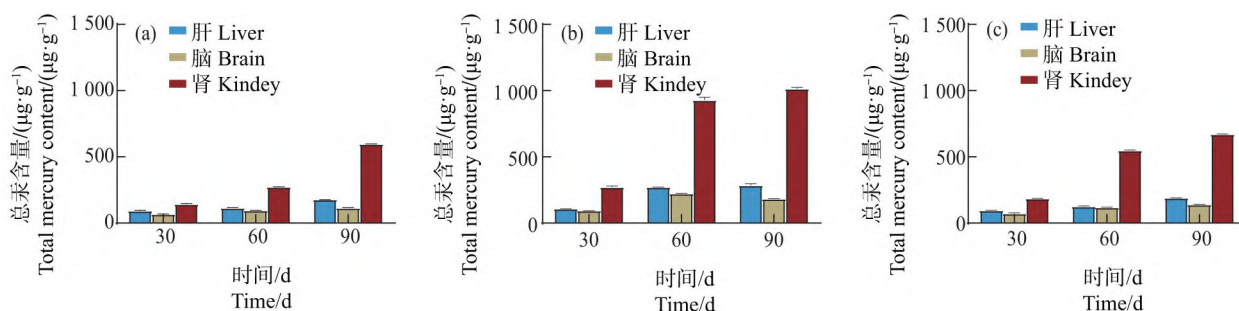 总汞含量/(μg·g⁻¹)
Total mercury content/(μg·g⁻¹)
1 500
1 000
500
0
(a)
肝 Liver
脑 Brain
肾 Kindey
30 60 90
时间/d
Time/d
总汞含量/(μg·g⁻¹)
Total mercury content/(μg·g⁻¹)
1 500
1 000
500
0
(b)
肝 Liver
脑 Brain
肾 Kindey
30 60 90
时间/d
Time/d
总汞含量/(μg·g⁻¹)
Total mercury content/(μg·g⁻¹)
1 500
1 000
500
0
(c)
肝 Liver
脑 Brain
肾 Kindey
30 60 90
时间/d
Time/d